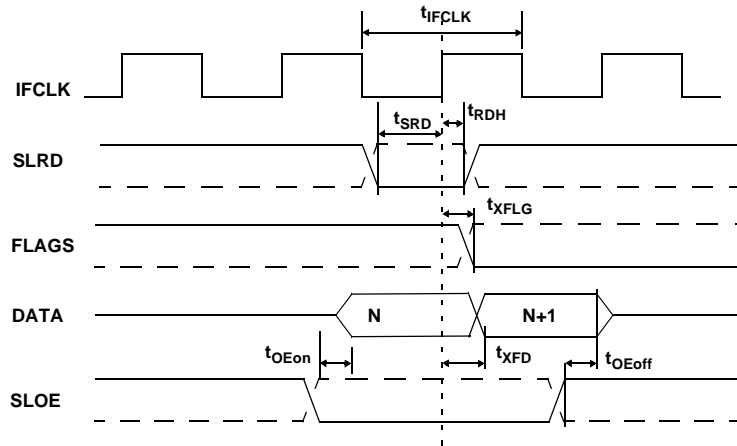 tIFCLK
IFCLK
tSRD
tRDH
SLRD
tXFLG
FLAGS
DATA
N
N+1
tOEon
tXFD
tOEoff
SLOE